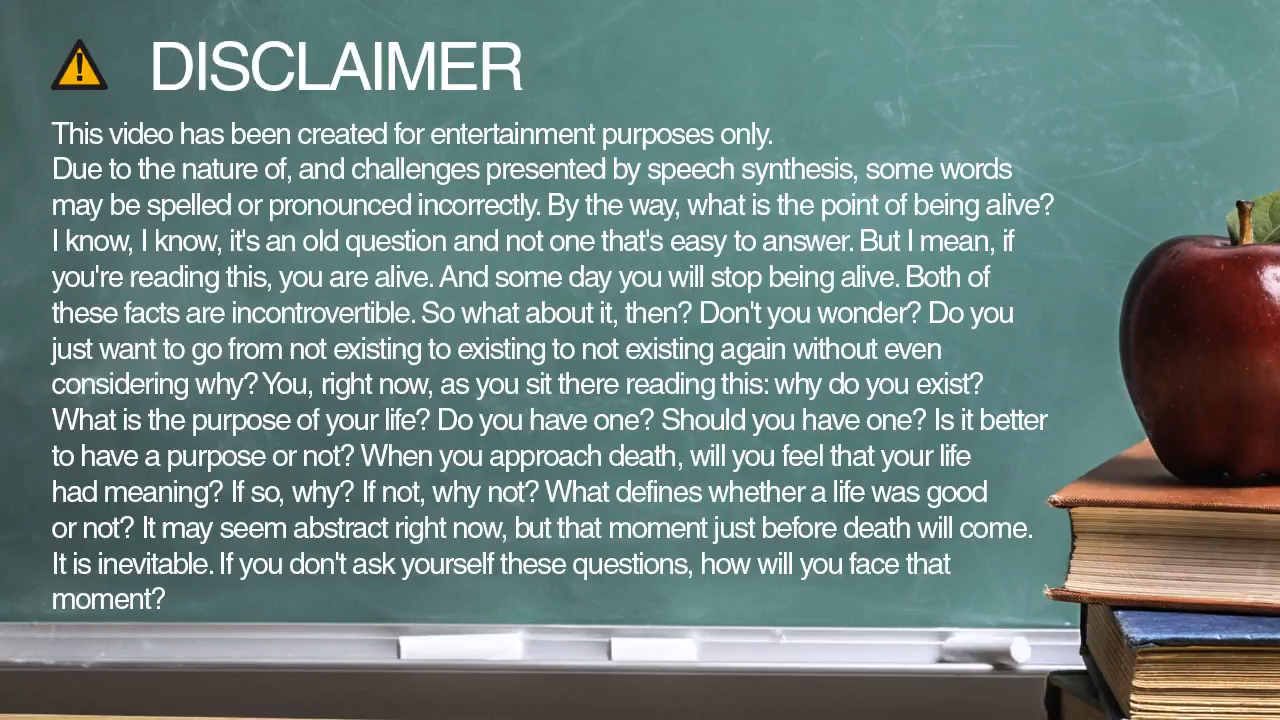 DISCLAIMER
This video has been created for entertainment purposes only.
Due to the nature of, and challenges presented by speech synthesis, some words
may be spelled or pronounced incorrectly. By the way, what is the point of being alive?
I know, I know, it's an old question and not one that's easy to answer. But I mean, if
you're reading this, you are alive. And some day you will stop being alive. Both of
these facts are incontrovertible. So what about it, then? Don't you wonder? Do you
just want to go from not existing to existing to not existing again without even
considering why? You, right now, as you sit there reading this: why do you exist?
What is the purpose of your life? Do you have one? Should you have one? Is it better
to have a purpose or not? When you approach death, will you feel that your life
had meaning? If so, why? If not, why not? What defines whether a life was good
or not? It may seem abstract right now, but that moment just before death will come.
It is inevitable. If you don't ask yourself these questions, how will you face that
moment?